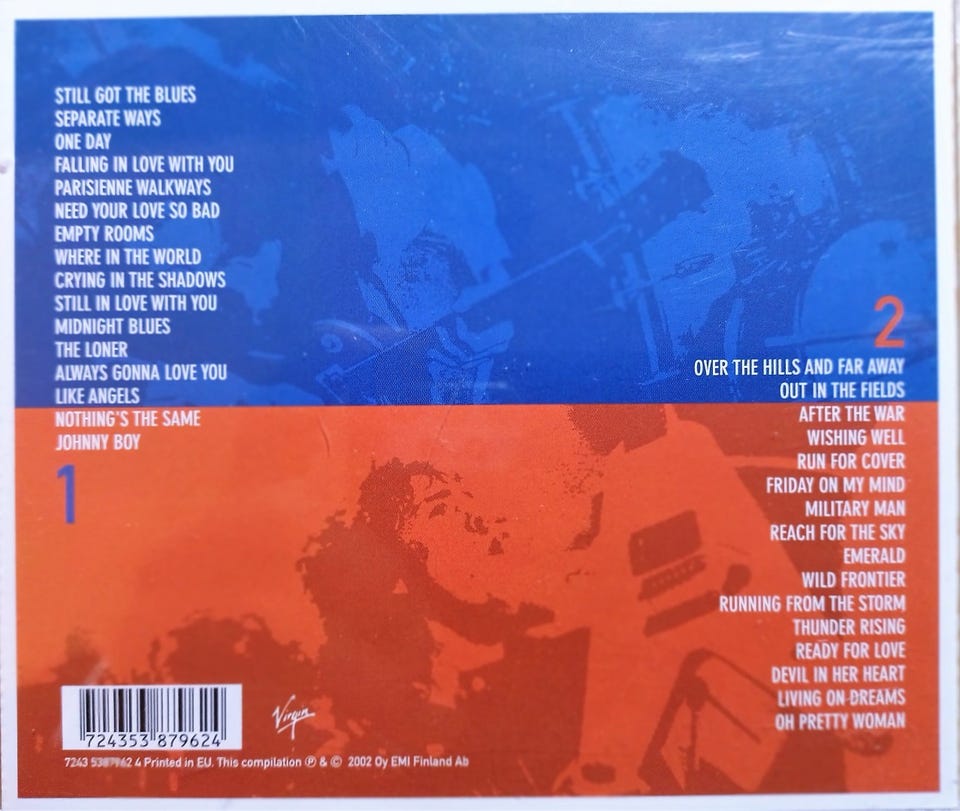 STILL GOT THE BLUES
SEPARATE WAYS
ONE DAY
FALLING IN LOVE WITH YOU
PARISIENNE WALKWAYS
NEED YOUR LOVE SO BAD
EMPTY ROOMS
WHERE IN THE WORLD
CRYING IN THE SHADOWS
STILL IN LOVE WITH YOU
MIDNIGHT BLUES
THE LONER
ALWAYS GONNA LOVE YOU
LIKE ANGELS
NOTHING'S THE SAME
JOHNNY BOY
1
2
OVER THE HILLS AND FAR AWAY
OUT IN THE FIELDS
AFTER THE WAR
WISHING WELL
RUN FOR COVER
FRIDAY ON MY MIND
MILITARY MAN
REACH FOR THE SKY
EMERALD
WILD FRONTIER
RUNNING FROM THE STORM
THUNDER RISING
READY FOR LOVE
DEVIL IN HER HEART
LIVING ON DREAMS
OH PRETTY WOMAN
724353 879624
Virgin
7243 5387962 4 Printed in EU. This compilation ℗ & © 2002 Oy EMI Finland Ab